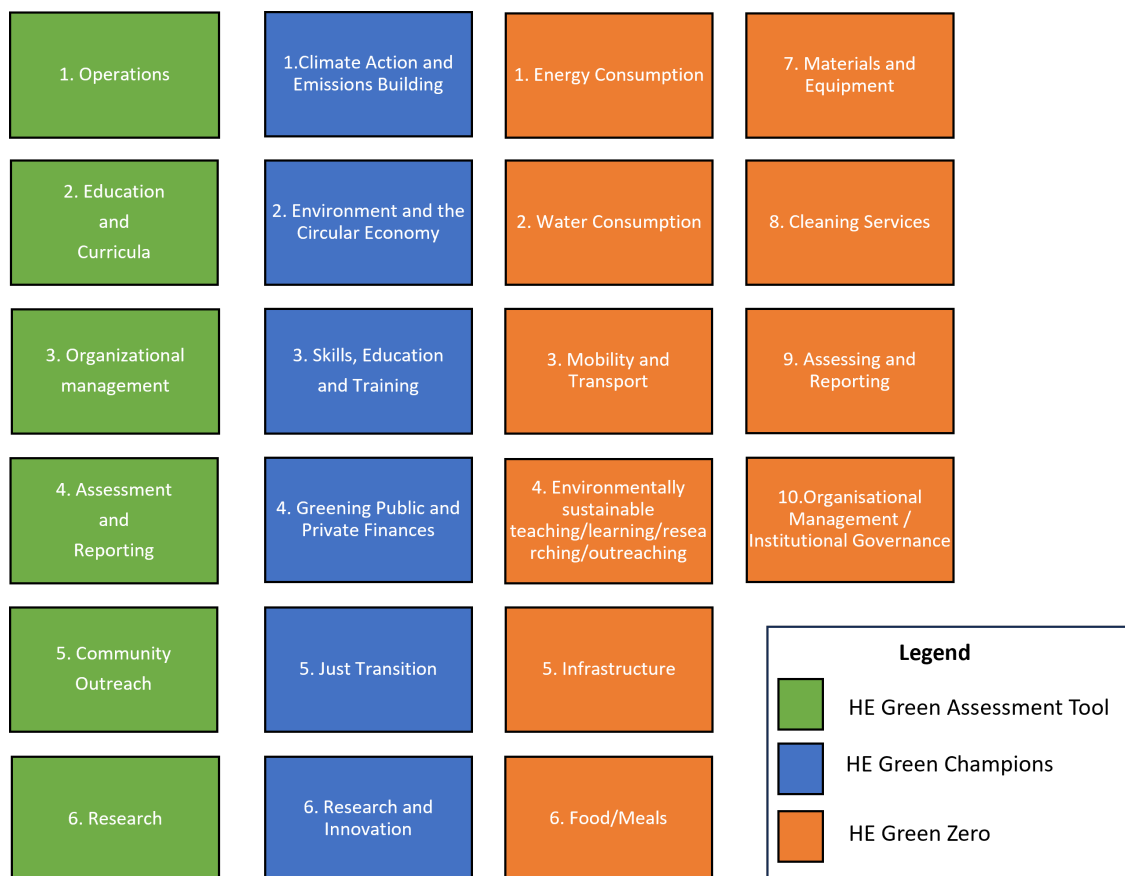 1. Operations
2. Education
and
Curricula
3. Organizational
management
4. Assessment
and
Reporting
5. Community
Outreach
6. Research
1.Climate Action and
Emissions Building
2. Environment and the
Circular Economy
3. Skills, Education
and Training
4. Greening Public and
Private Finances
5. Just Transition
6. Research and
Innovation
1. Energy Consumption
2. Water Consumption
3. Mobility and
Transport
4. Environmentally
sustainable
teaching/learning/resea
rching/outreaching
5. Infrastructure
6. Food/Meals
7. Materials and
Equipment
8. Cleaning Services
9. Assessing and
Reporting
10.Organisational
Management /
Institutional Governance
Legend
HE Green Assessment Tool
HE Green Champions
HE Green Zero